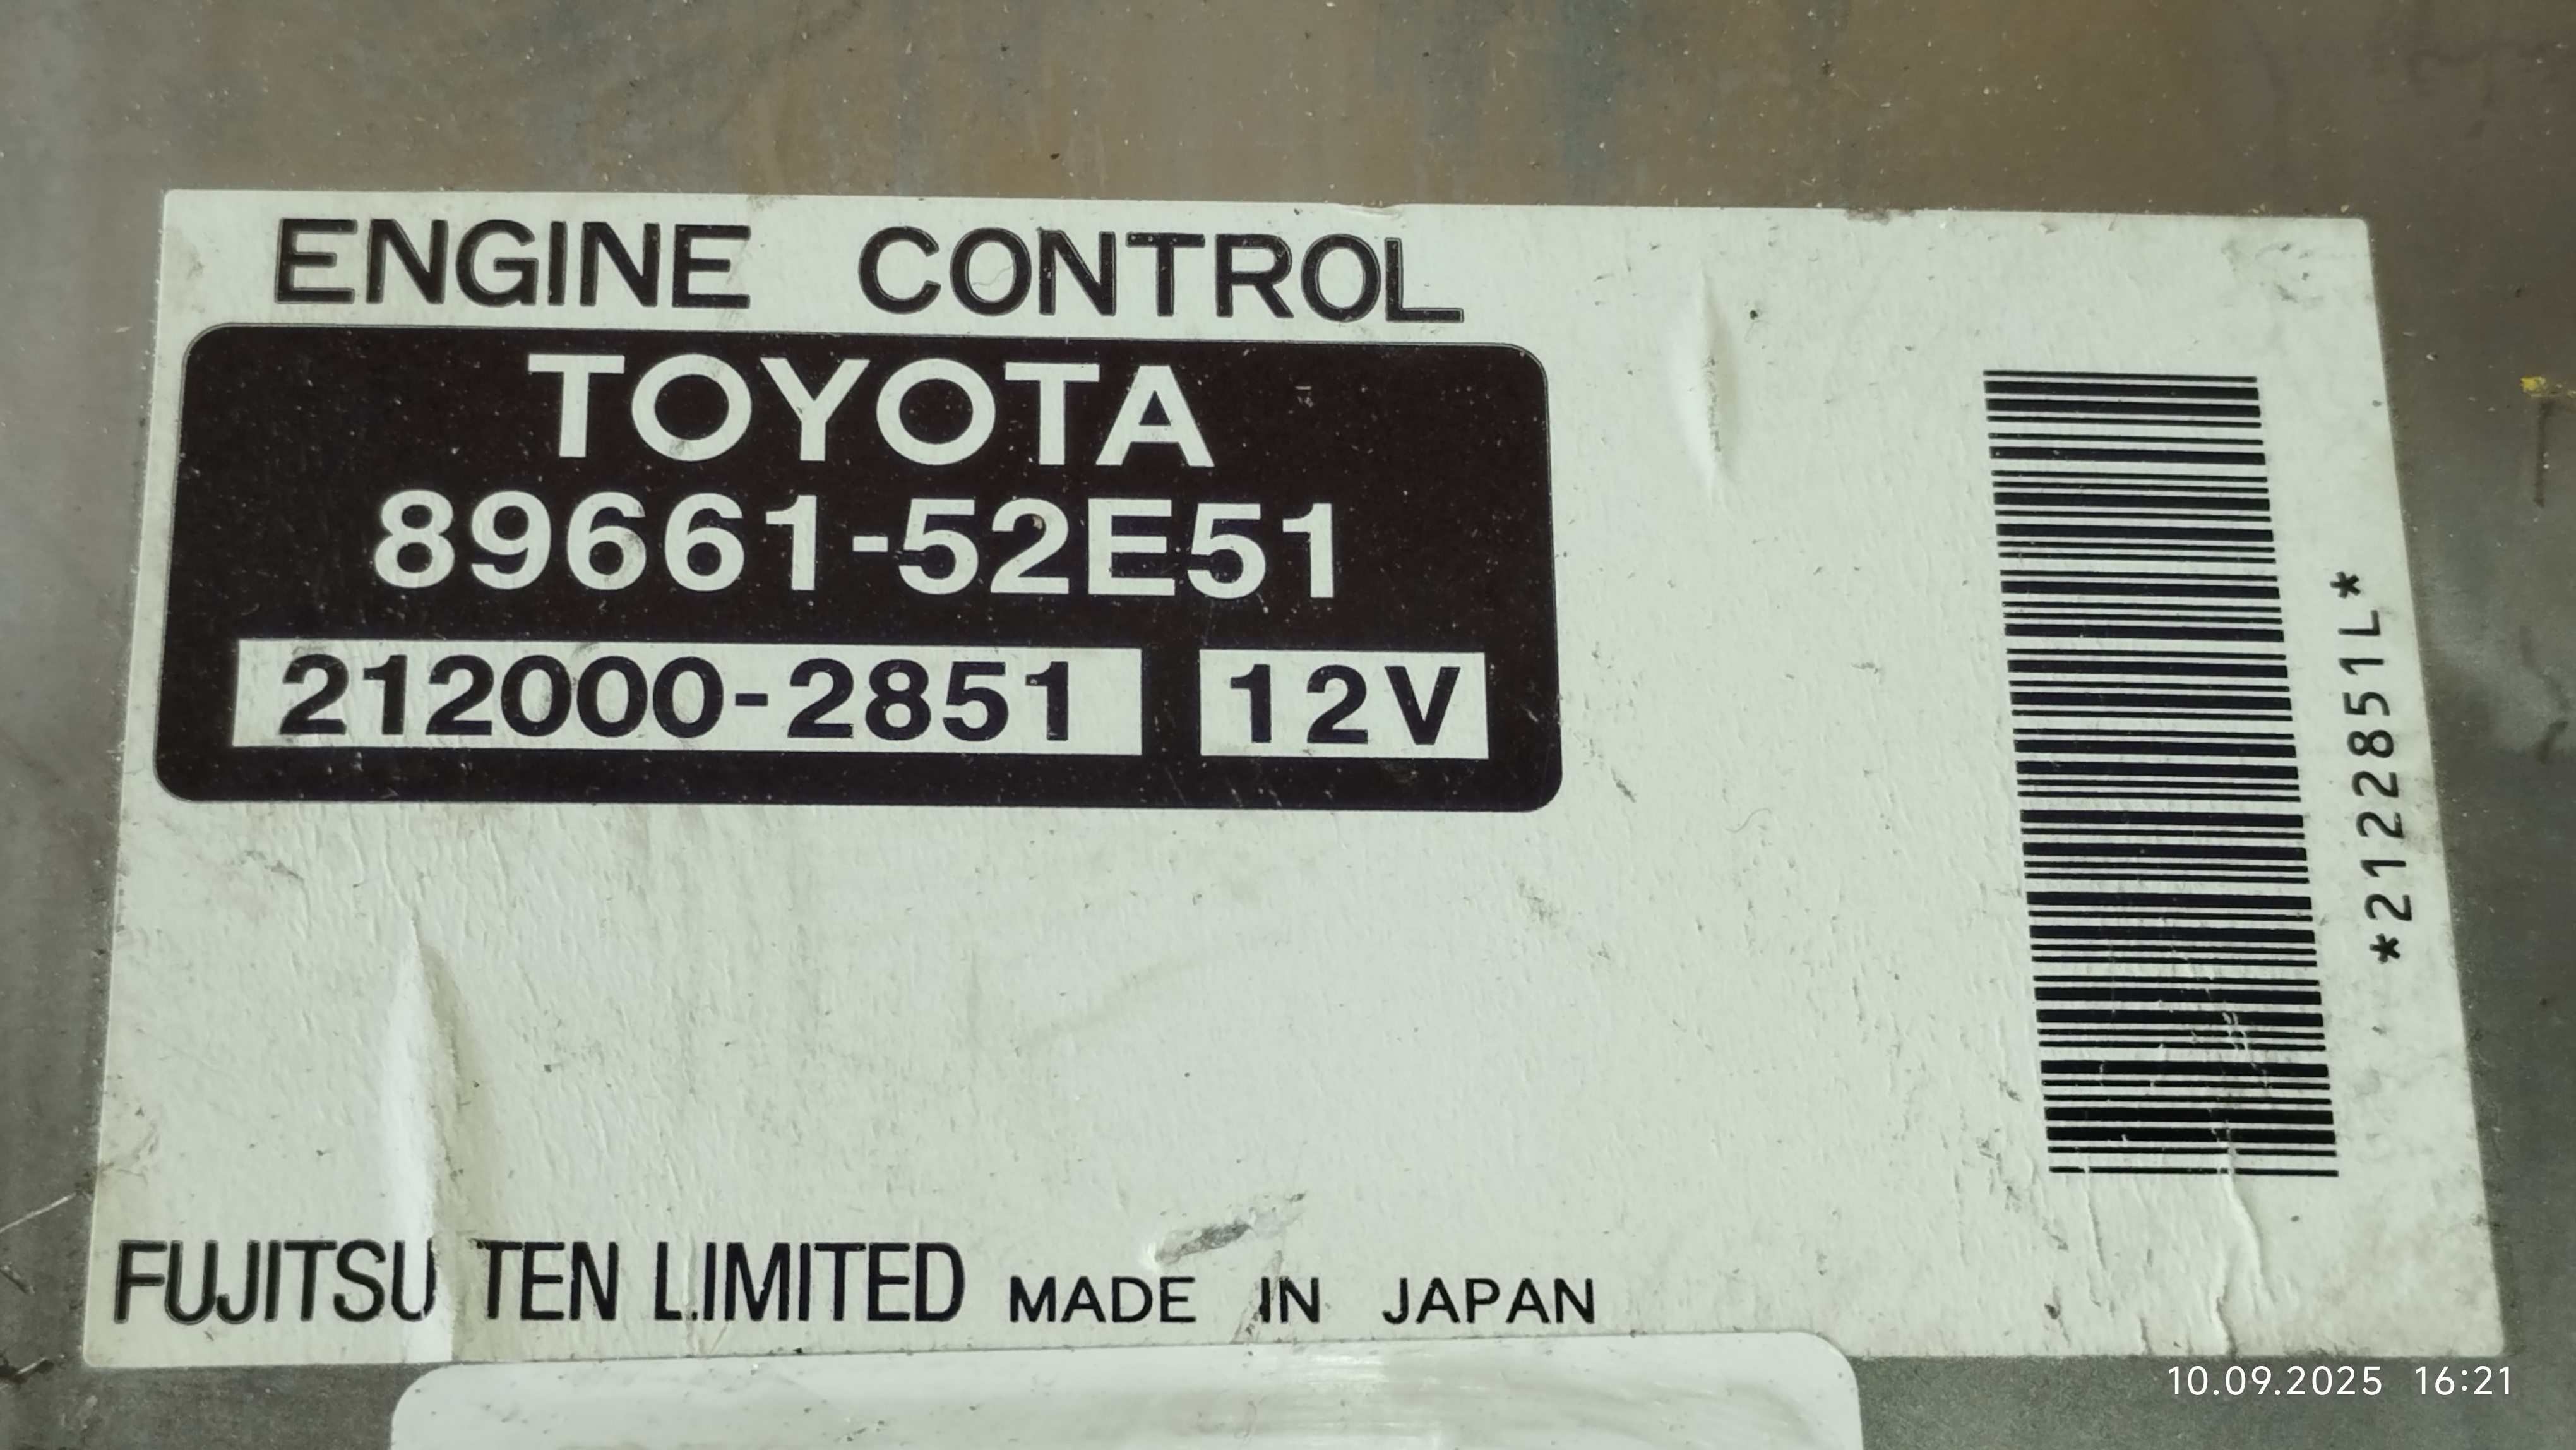 ENGINE CONTROL
TOYOTA
89661-52E51
212000-2851 12V
*2122851L*
FUJITSU TEN LIMITED MADE IN JAPAN
10.09.2025 16:21